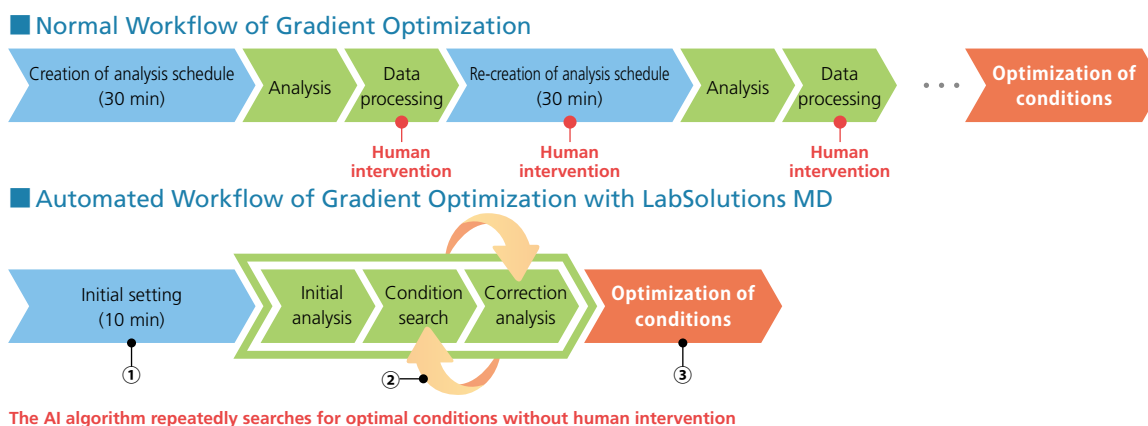 ■ Normal Workflow of Gradient Optimization
Creation of analysis schedule
(30 min)
Analysis
Data
processing
Re-creation of analysis schedule
(30 min)
Analysis
Data
processing
• • •
Optimization of
conditions
Human
intervention
Human
intervention
Human
intervention
■ Automated Workflow of Gradient Optimization with LabSolutions MD
Initial setting
(10 min)
Initial
analysis
Condition
search
Correction
analysis
Optimization of
conditions
①
②
③
The AI algorithm repeatedly searches for optimal conditions without human intervention